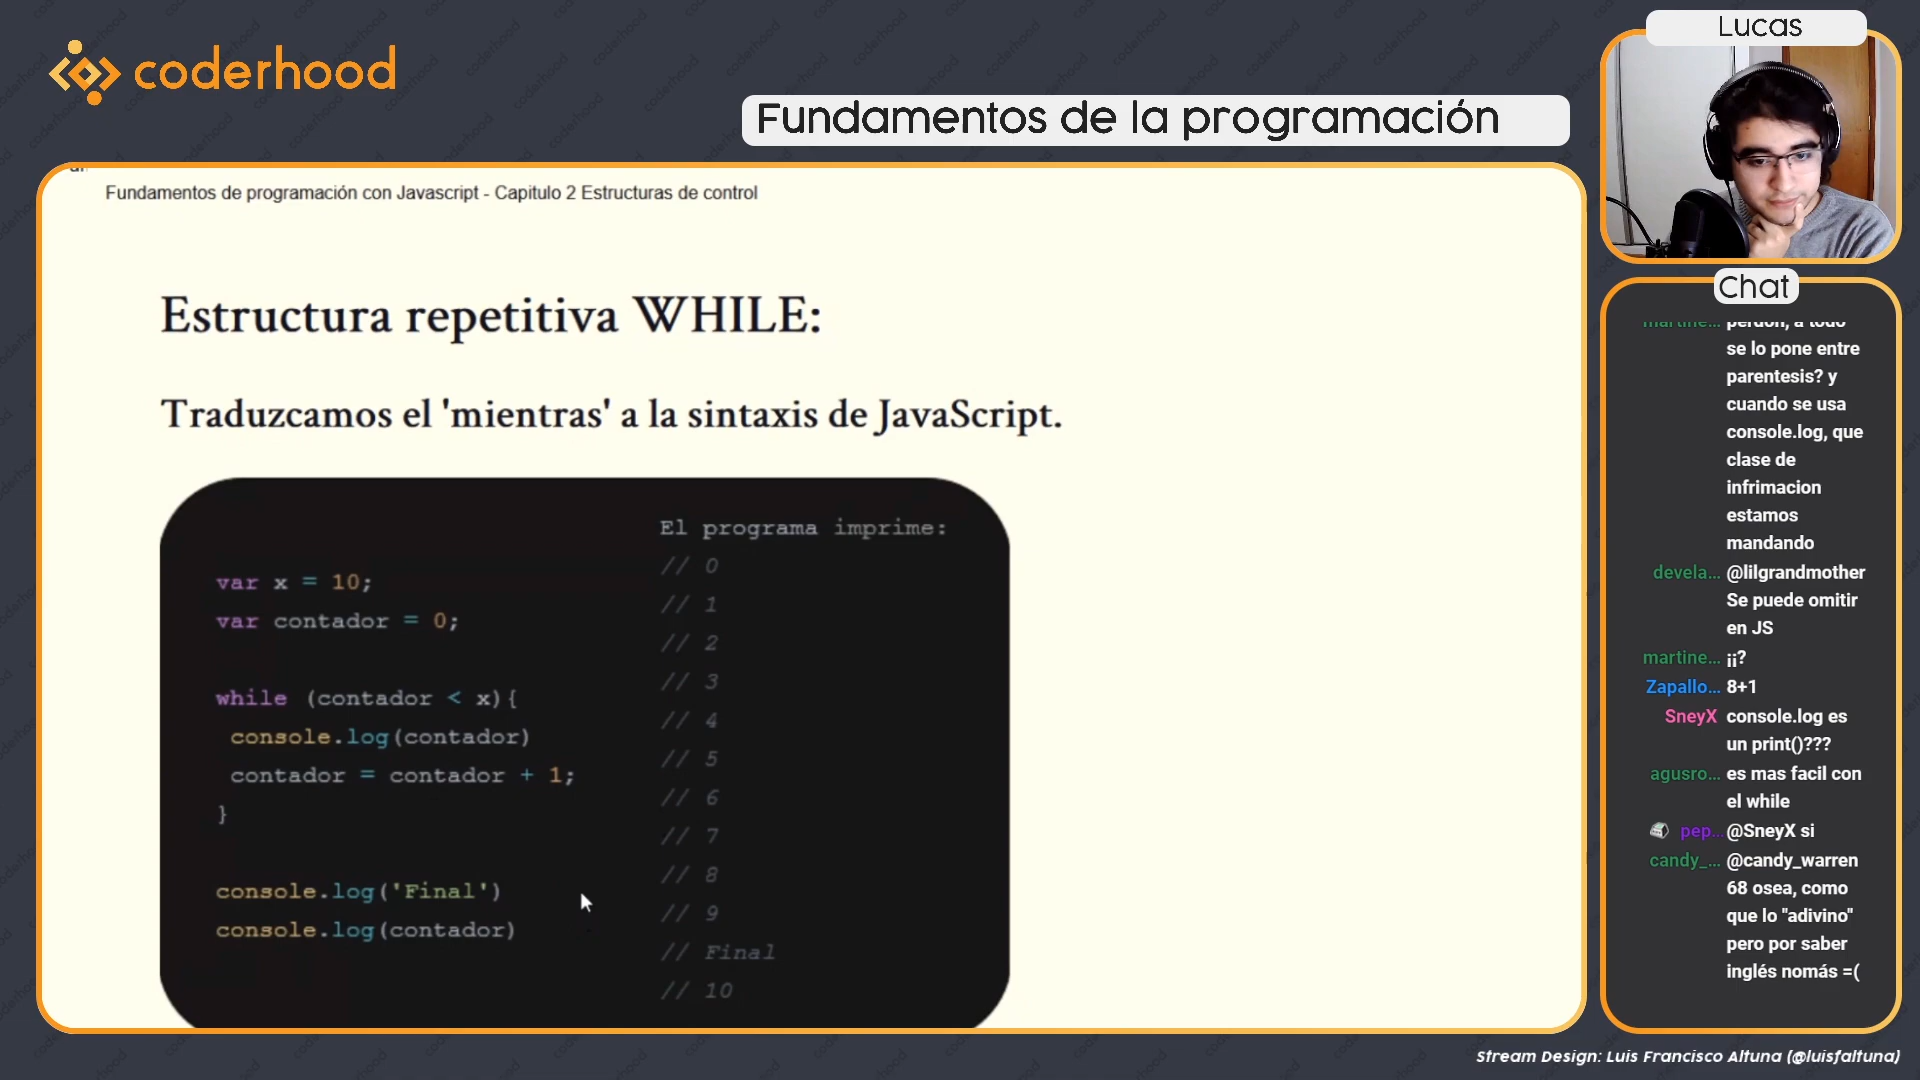 coderhood
Fundamentos de la programación
Lucas
Fundamentos de programación con Javascript - Capitulo 2 Estructuras de control
Estructura repetitiva WHILE:
Traduzcamos el 'mientras' a la sintaxis de JavaScript.
var x = 10;
var contador = 0;
while (contador < x){
console.log(contador)
contador = contador + 1;
}
console.log('Final')
console.log(contador)
El programa imprime:
// 0
// 1
// 2
// 3
// 4
// 5
// 6
// 7
// 8
// 9
// Final
// 10
Chat
martine... perdon, a todo
se lo pone entre
parentesis? y
cuando se usa
console.log, que
clase de
infrimacion
estamos
mandando
devela... @lilgrandmother
Se puede omitir
en JS
martine... ¡¡?
Zapallo... 8+1
SneyX console.log es
un print()???
agusro... es mas facil con
el while
pep... @SneyX si
candy_... @candy_warren
68 osea, como
que lo "adivino"
pero por saber
inglés nomás =(
Stream Design: Luis Francisco Altuna (@luisfaltuna)